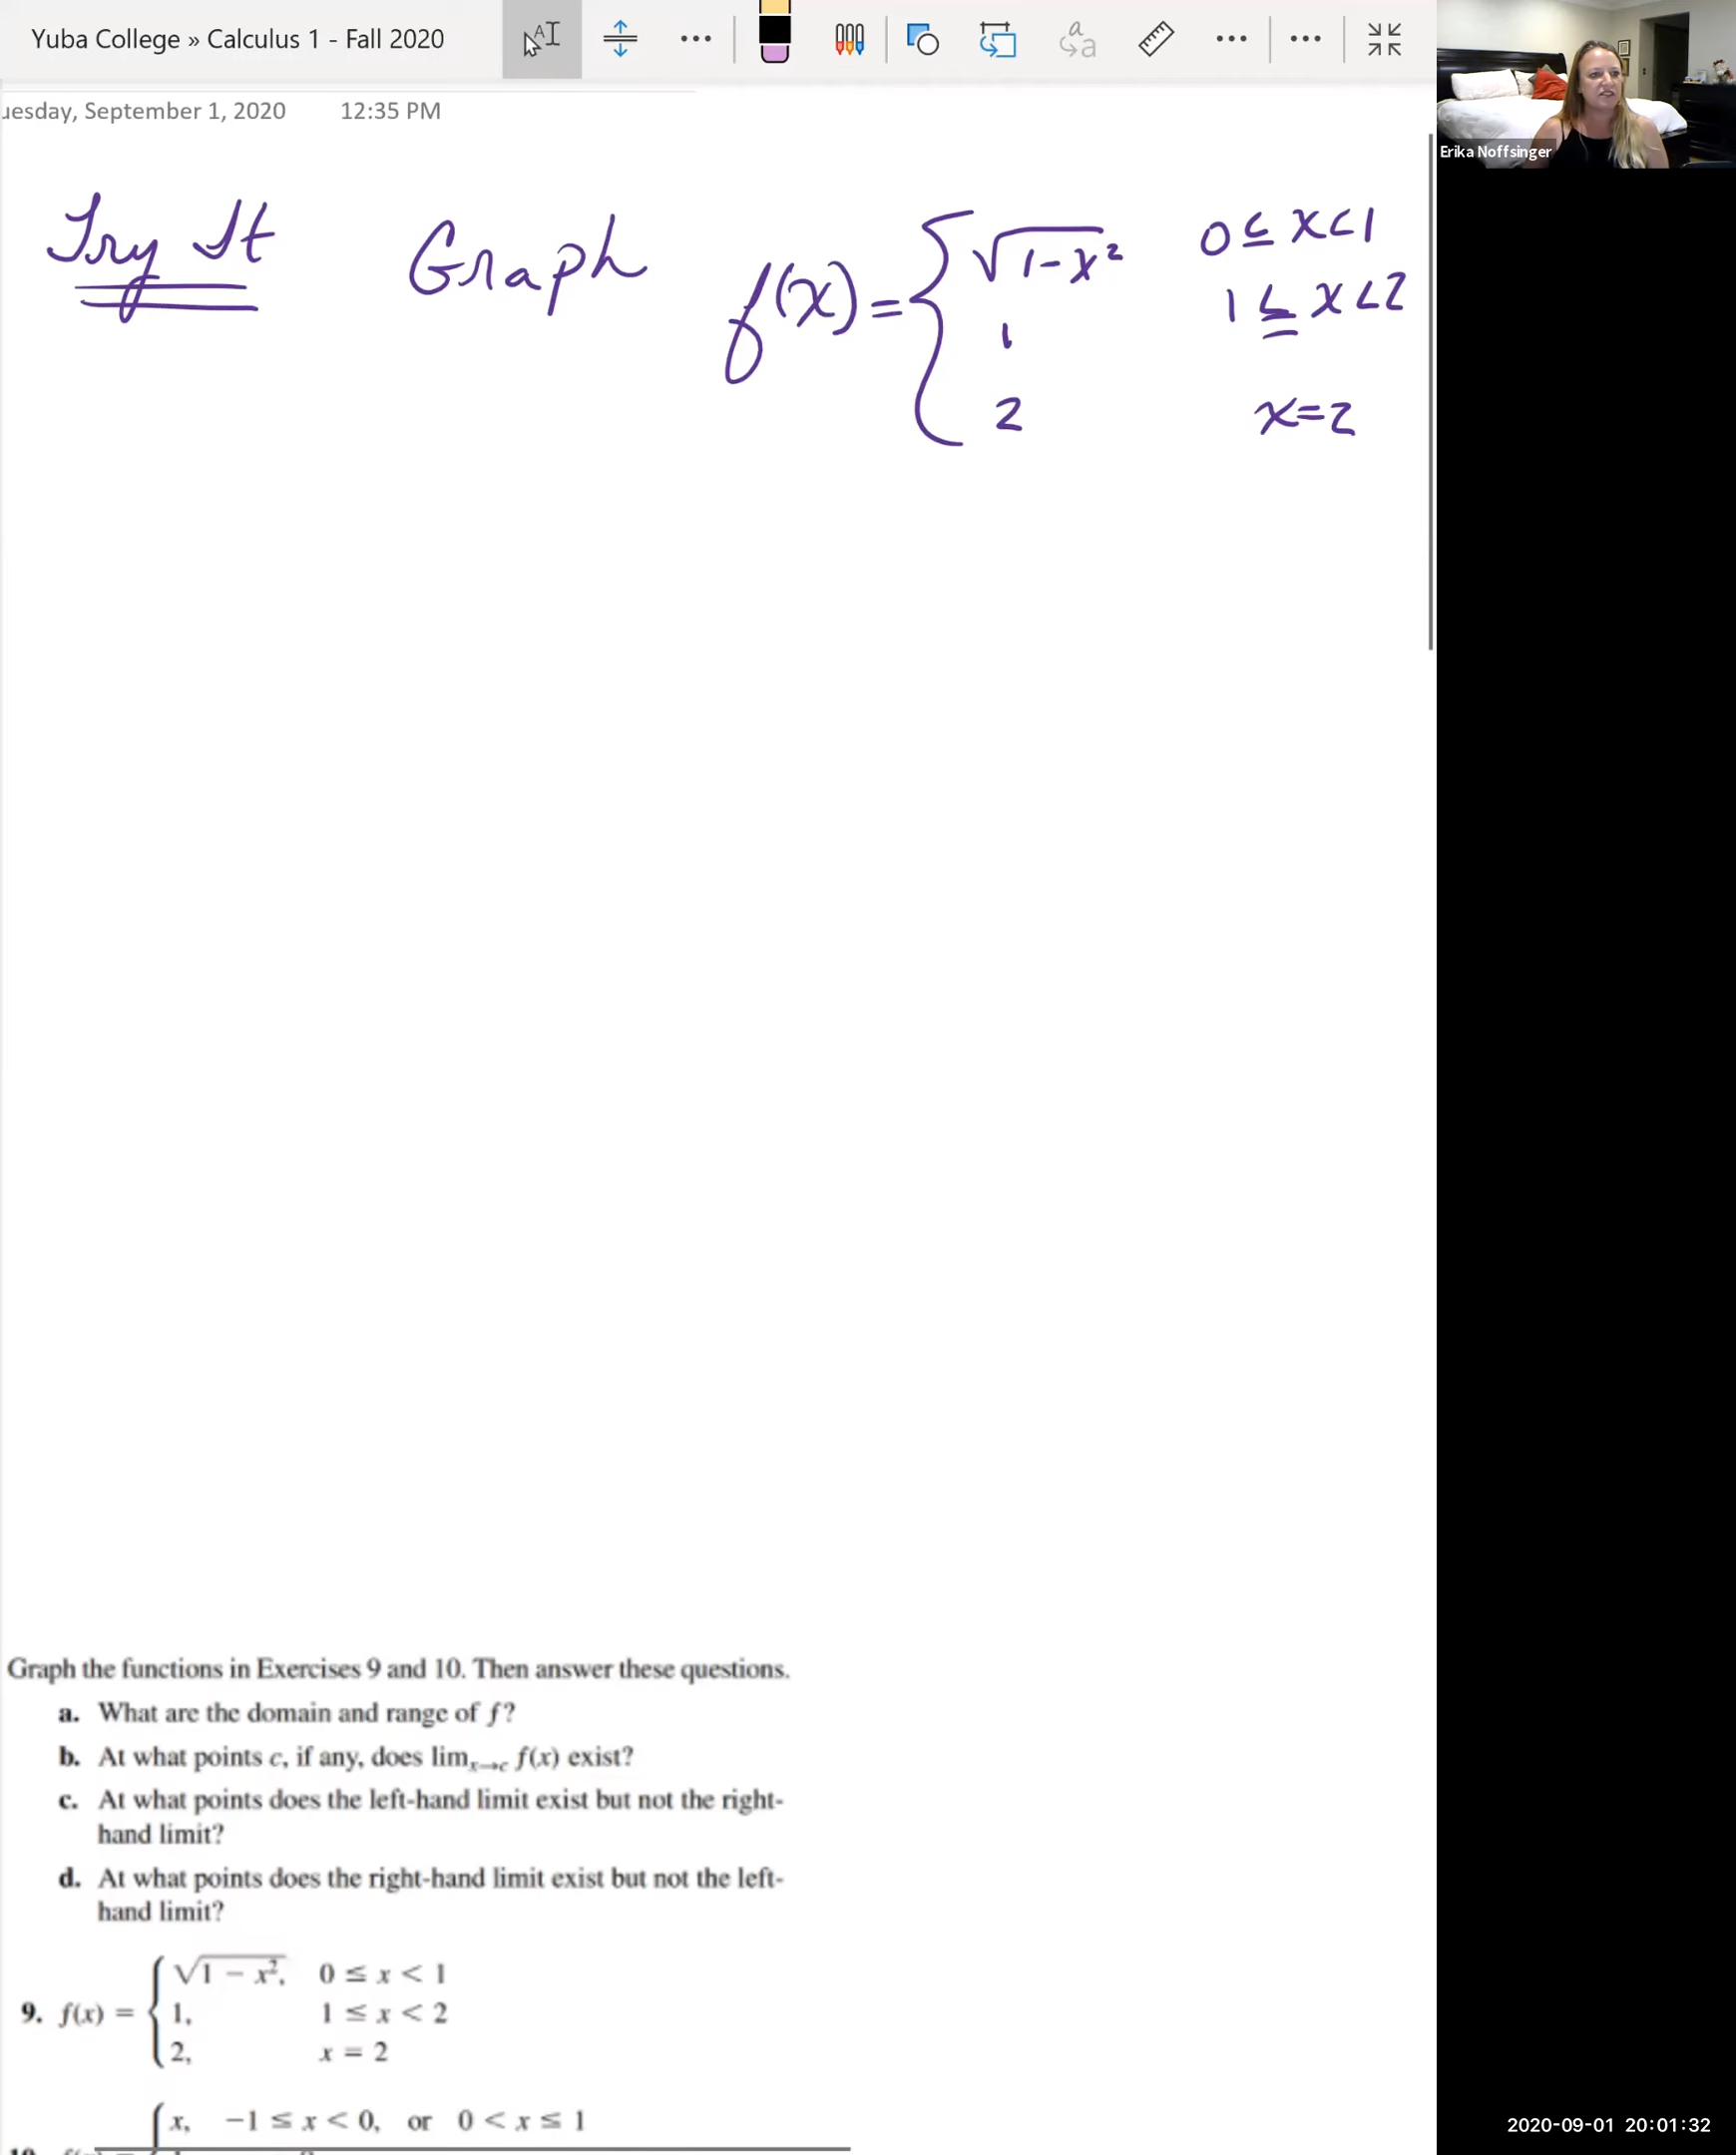 Yuba College » Calculus 1 - Fall 2020
uesday, September 1, 2020 12:35 PM
Erika Noffsinger
Try It Graph f(x) = { √1-x² 0 ≤ x < 1
1 1 ≤ x < 2
2 x = 2
Graph the functions in Exercises 9 and 10. Then answer these questions.
a. What are the domain and range of f?
b. At what points c, if any, does lim x→c f(x) exist?
c. At what points does the left-hand limit exist but not the right-
hand limit?
d. At what points does the right-hand limit exist but not the left-
hand limit?
9. f(x) = { √1 − x², 0 ≤ x < 1
1, 1 ≤ x < 2
2, x = 2
x, −1 ≤ x < 0, or 0 < x ≤ 1
2020-09-01 20:01:32